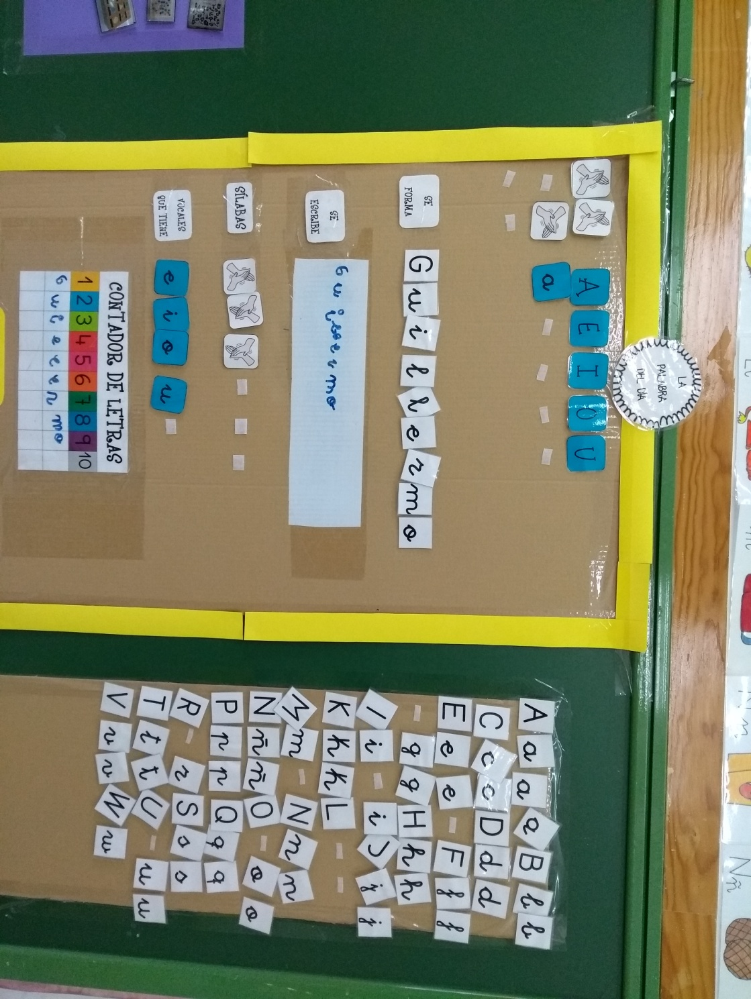 LA
PALABRA
DEL DÍA
A E I O U
a
SE
FORMA
Guillermo
SE
ESCRIBE
SÍLABAS
VOCALES
QUE TIENE
e i o u
CONTADOR DE LETRAS
1 2 3 4 5 6 7 8 9 10
A a a a B b b
C c c D d d
E e e F f f
g g H h h
I i i J j j
K k k L
M m N n n
N ñ ñ O o o
P p p Q q q
R r S s s
T t t U u u
V v v W w
Nñ